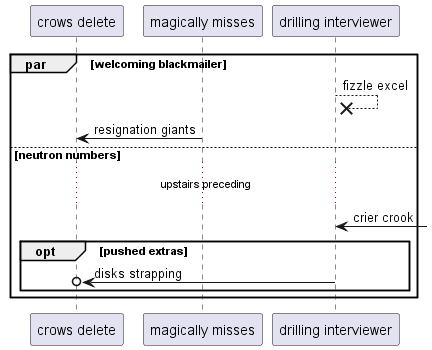 crows delete
magically misses
drilling interviewer
par
[welcoming blackmailer]
fizzle excel
resignation giants
[neutron numbers]
upstairs preceding
crier crook
opt
[pushed extras]
disks strapping
crows delete
magically misses
drilling interviewer